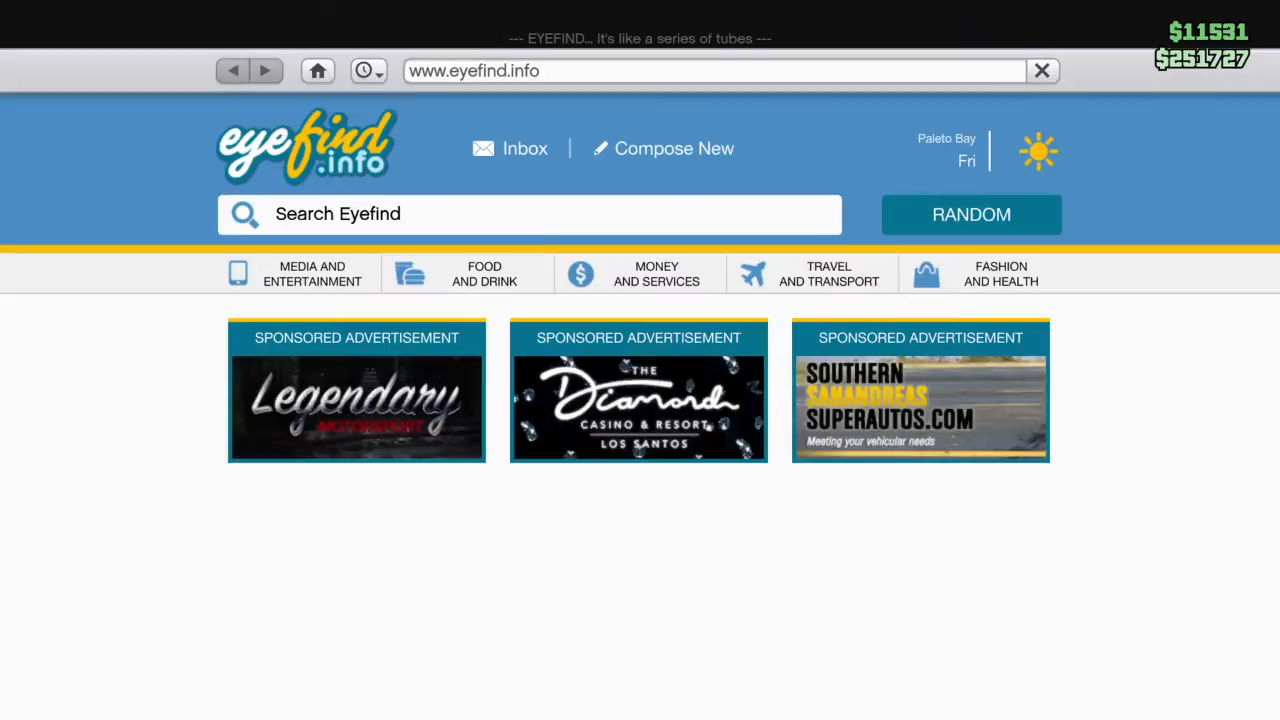 --- EYEFIND... It's like a series of tubes ---
$11531
$251727
www.eyefind.info
eyefind
.info
Inbox
Compose New
Paleto Bay
Fri
Search Eyefind
RANDOM
MEDIA AND
ENTERTAINMENT
FOOD
AND DRINK
MONEY
AND SERVICES
TRAVEL
AND TRANSPORT
FASHION
AND HEALTH
SPONSORED ADVERTISEMENT
Legendary
MOTORSPORT
SPONSORED ADVERTISEMENT
THE
Diamond
CASINO & RESORT
LOS SANTOS
SPONSORED ADVERTISEMENT
SOUTHERN
SANANDREAS
SUPERAUTOS.COM
Meeting your vehicular needs